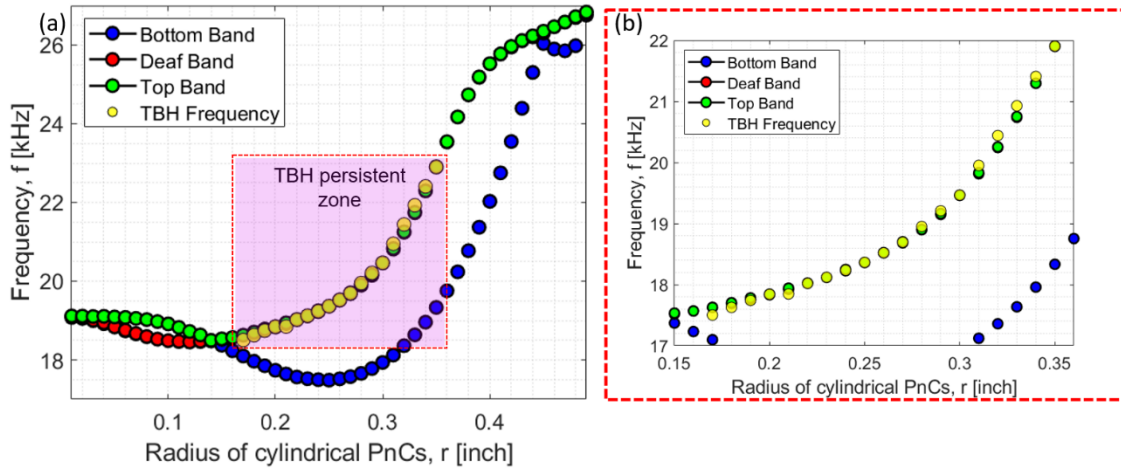 (a)
Bottom Band
Deaf Band
Top Band
TBH Frequency
TBH persistent
zone
Frequency, f [kHz]
26
24
22
20
18
0.1
0.2
0.3
0.4
Radius of cylindrical PnCs, r [inch]
(b)
Bottom Band
Deaf Band
Top Band
TBH Frequency
Frequency, f [kHz]
22
21
20
19
18
17
0.15
0.2
0.25
0.3
0.35
Radius of cylindrical PnCs, r [inch]